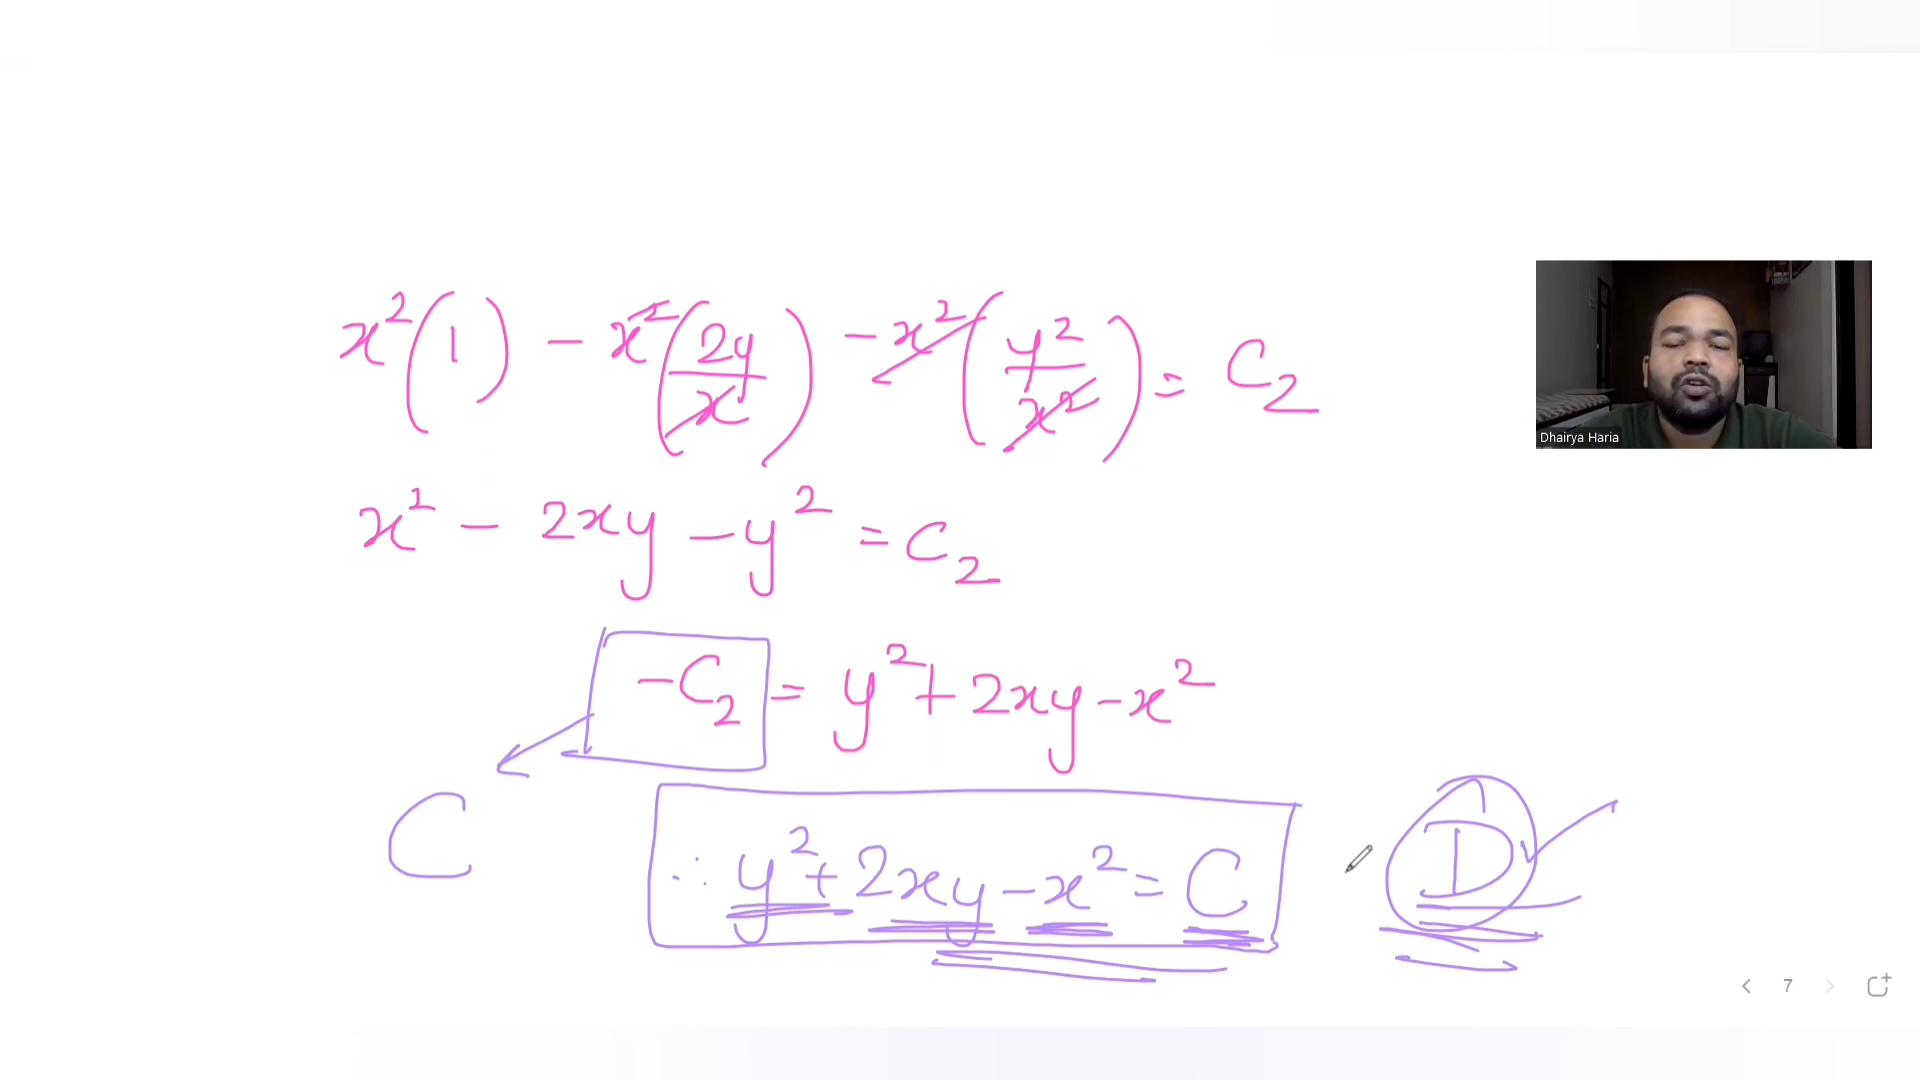 x²(1) - x²(2y/x) - x²(y²/x²) = C₂
Dhairya Haria
x² - 2xy - y² = C₂
-C₂ = y² + 2xy - x²
C
∴ y² + 2xy - x² = C
D
7